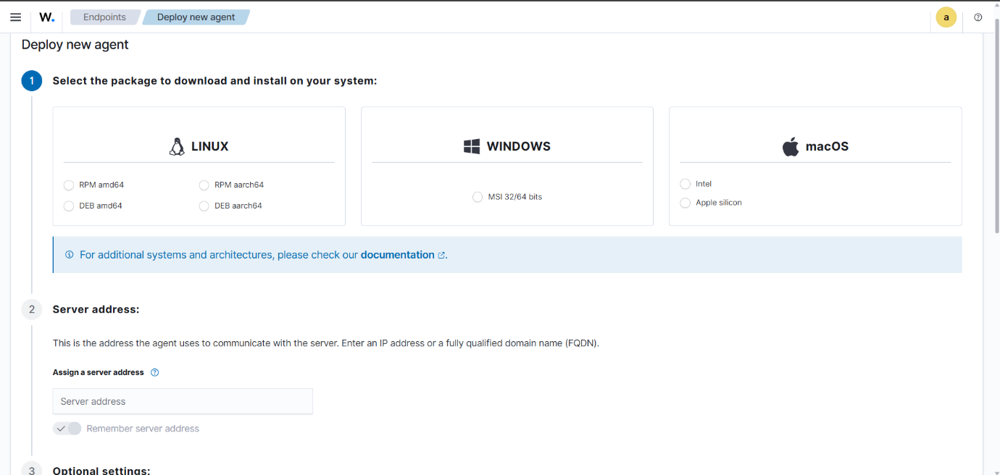 W.
Endpoints
Deploy new agent
a
Deploy new agent
1
Select the package to download and install on your system:
LINUX
RPM amd64
RPM aarch64
DEB amd64
DEB aarch64
WINDOWS
MSI 32/64 bits
macOS
Intel
Apple silicon
For additional systems and architectures, please check our documentation.
2
Server address:
This is the address the agent uses to communicate with the server. Enter an IP address or a fully qualified domain name (FQDN).
Assign a server address
Server address
Remember server address
3
Optional settings: